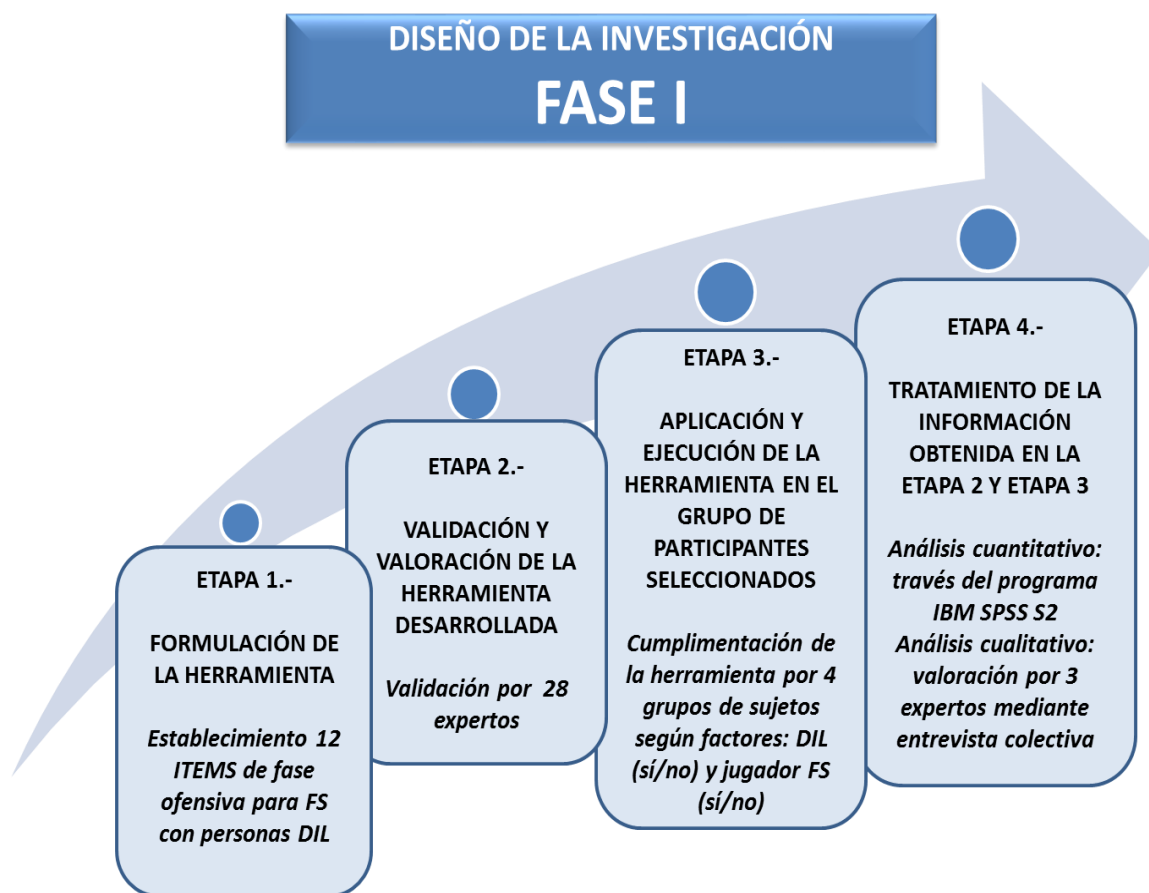 DISEÑO DE LA INVESTIGACIÓN
FASE I
ETAPA 1.-
FORMULACIÓN DE
LA HERRAMIENTA
Establecimiento 12
ITEMS de fase
ofensiva para FS
con personas DIL
ETAPA 2.-
VALIDACIÓN Y
VALORACIÓN DE LA
HERRAMIENTA
DESARROLLADA
Validación por 28
expertos
ETAPA 3.-
APLICACIÓN Y
EJECUCIÓN DE LA
HERRAMIENTA EN EL
GRUPO DE
PARTICIPANTES
SELECCIONADOS
Cumplimentación de
la herramienta por 4
grupos de sujetos
según factores: DIL
(sí/no) y jugador FS
(sí/no)
ETAPA 4.-
TRATAMIENTO DE LA
INFORMACIÓN
OBTENIDA EN LA
ETAPA 2 Y ETAPA 3
Análisis cuantitativo:
través del programa
IBM SPSS S2
Análisis cualitativo:
valoración por 3
expertos mediante
entrevista colectiva